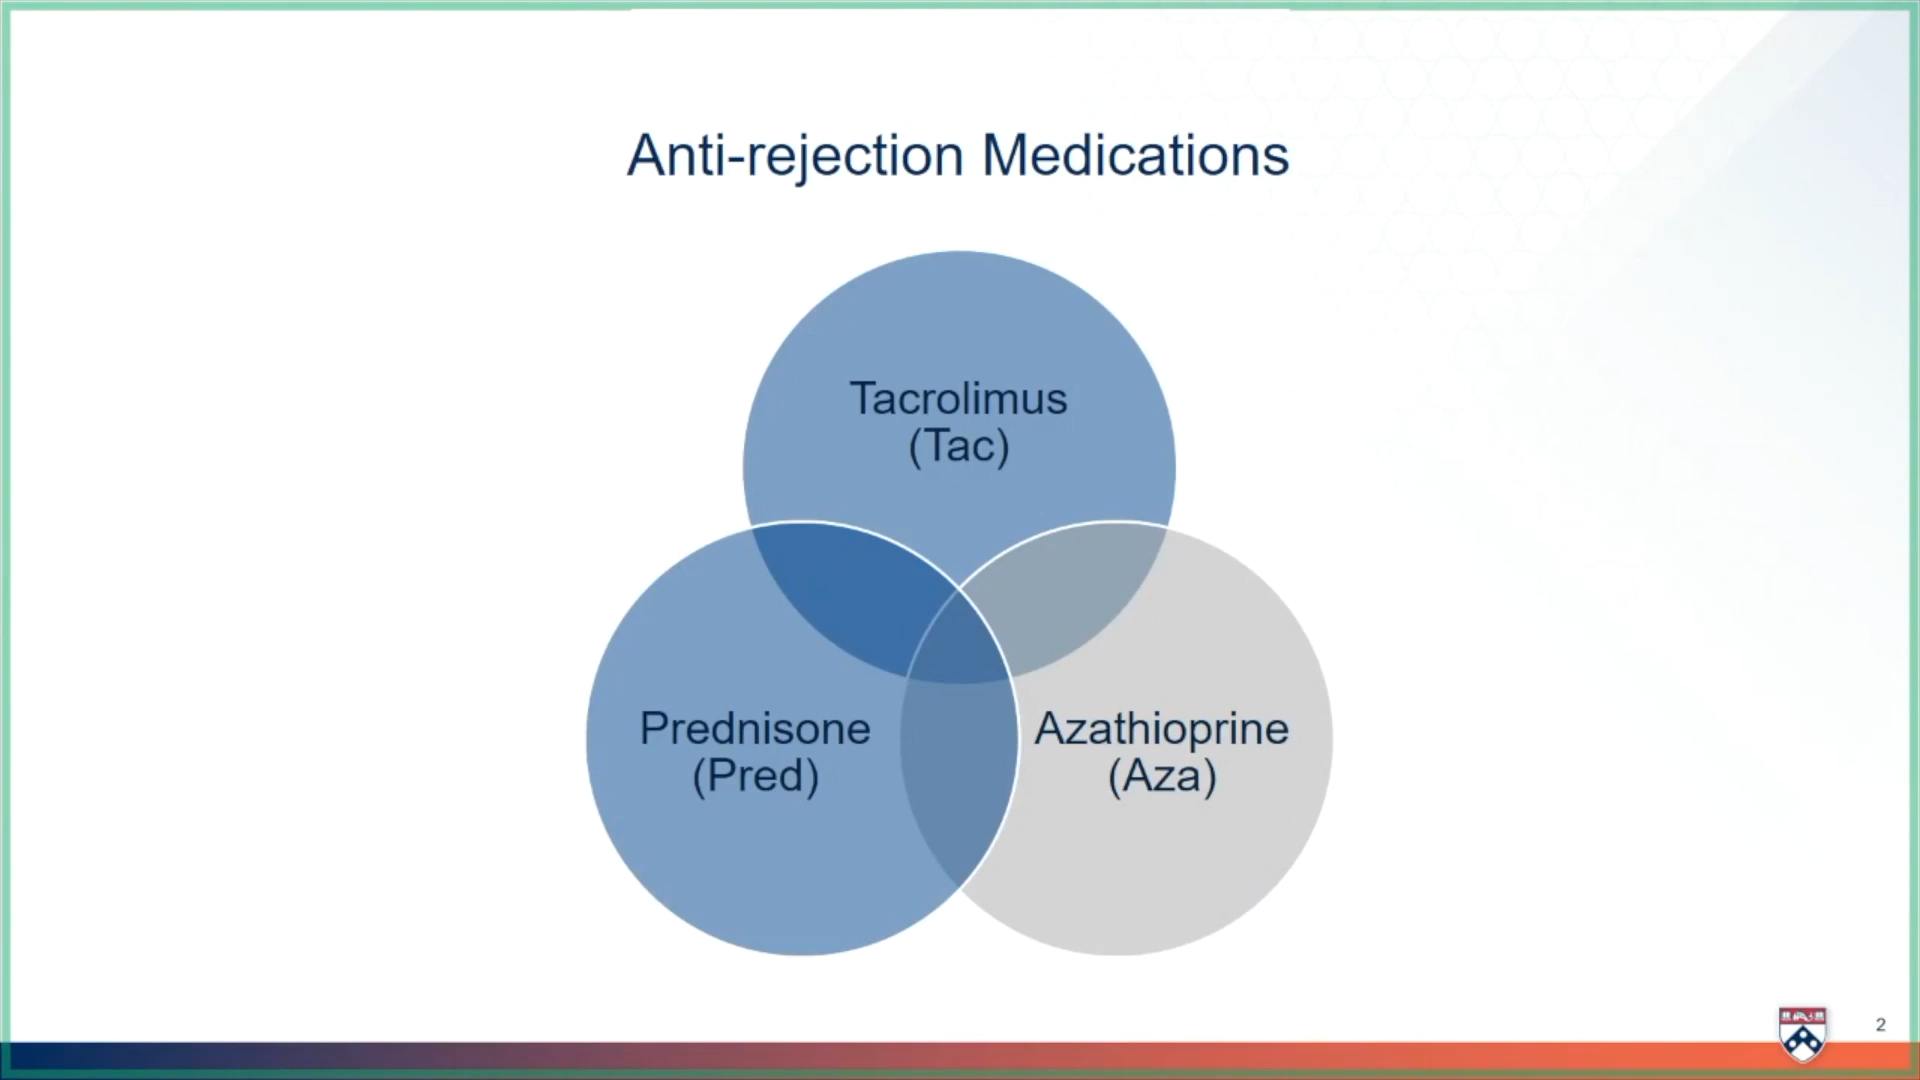 Anti-rejection Medications
Tacrolimus
(Tac)
Prednisone
(Pred)
Azathioprine
(Aza)
2